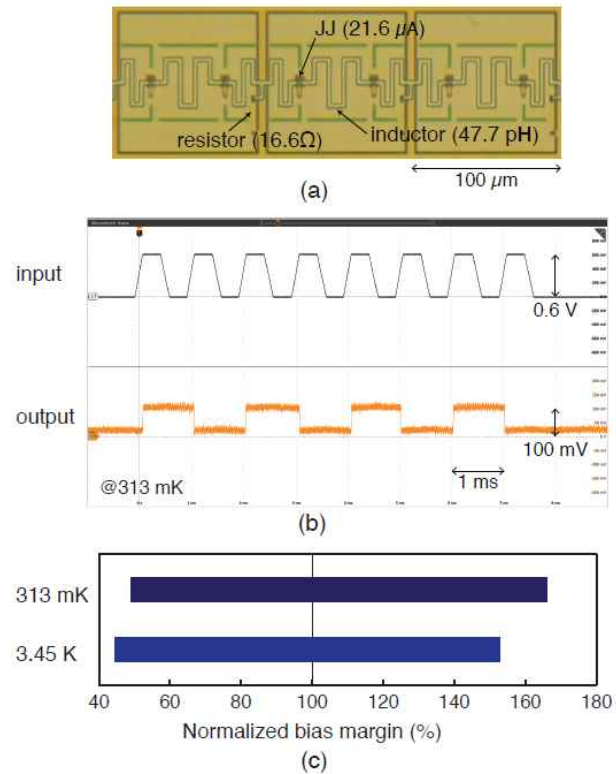 JJ (21.6 µA)
resistor (16.6Ω)
inductor (47.7 pH)
100 µm
(a)
input
0.6 V
output
100 mV
1 ms
@313 mK
(b)
313 mK
3.45 K
40 60 80 100 120 140 160 180
Normalized bias margin (%)
(c)